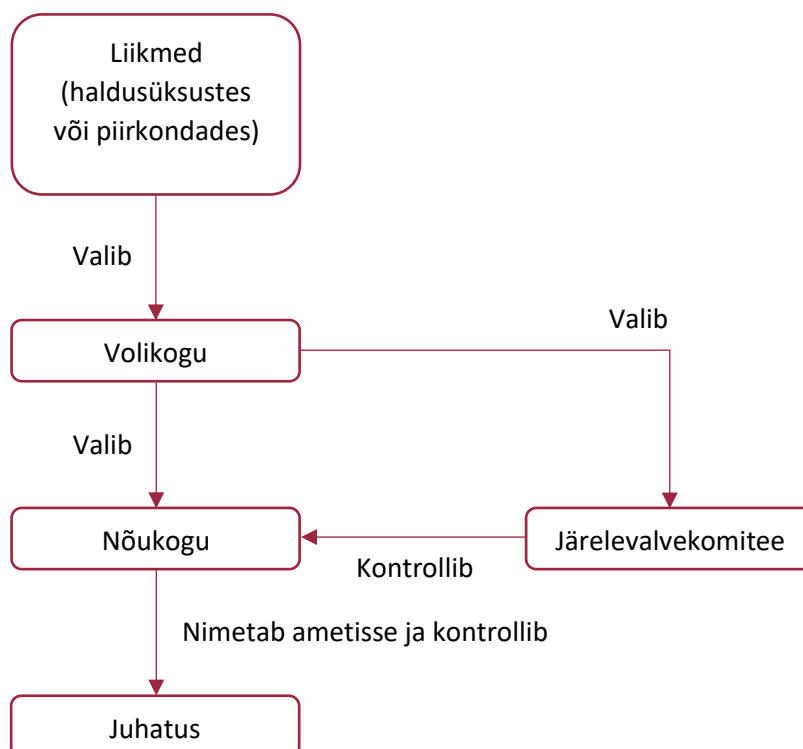 Liikmed
(haldusüksustes
või piirkondades)
Valib
Valib
Volikogu
Valib
Nõukogu
Järelevalvekomitee
Kontrollib
Nimetab ametisse ja kontrollib
Juhatus